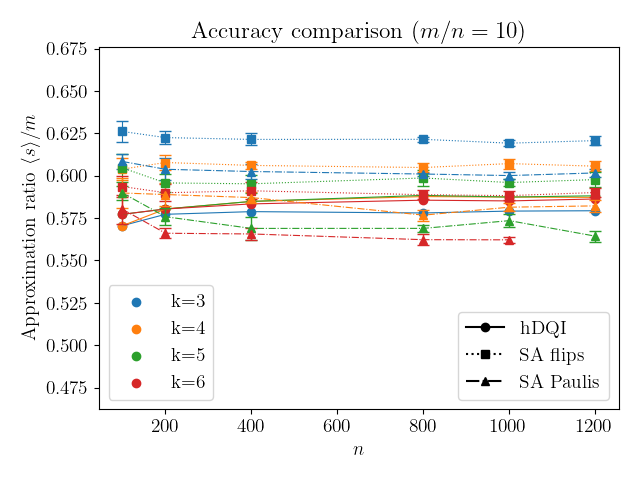 Accuracy comparison (m/n = 10)
Approximation ratio ⟨s⟩/m
0.675
0.650
0.625
0.600
0.575
0.550
0.525
0.500
0.475
k=3
k=4
k=5
k=6
hDQI
SA flips
SA Paulis
200 400 600 800 1000 1200
n